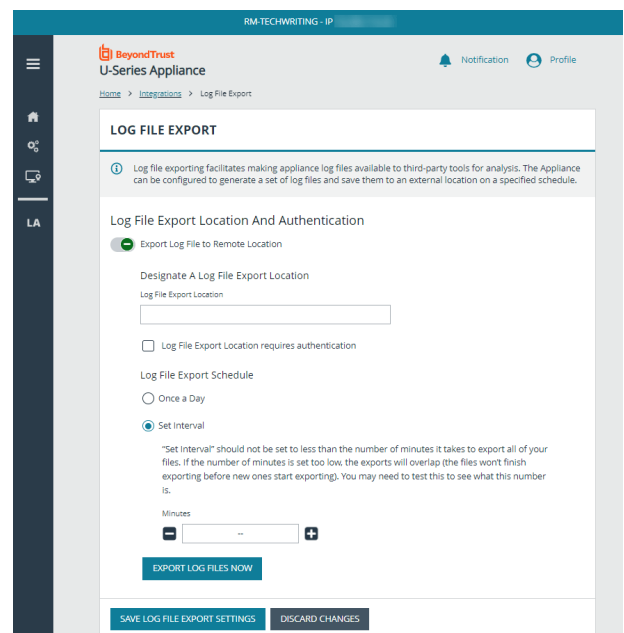 RM-TECHWRITING - IP
BeyondTrust
U-Series Appliance
Notification
Profile
Home > Integrations > Log File Export
LA
LOG FILE EXPORT
Log file exporting facilitates making appliance log files available to third-party tools for analysis. The Appliance
can be configured to generate a set of log files and save them to an external location on a specified schedule.
Log File Export Location And Authentication
Export Log File to Remote Location
Designate A Log File Export Location
Log File Export Location
Log File Export Location requires authentication
Log File Export Schedule
Once a Day
Set Interval
"Set Interval" should not be set to less than the number of minutes it takes to export all of your
files. If the number of minutes is set too low, the exports will overlap (the files won't finish
exporting before new ones start exporting). You may need to test this to see what this number
is.
Minutes
--
EXPORT LOG FILES NOW
SAVE LOG FILE EXPORT SETTINGS
DISCARD CHANGES